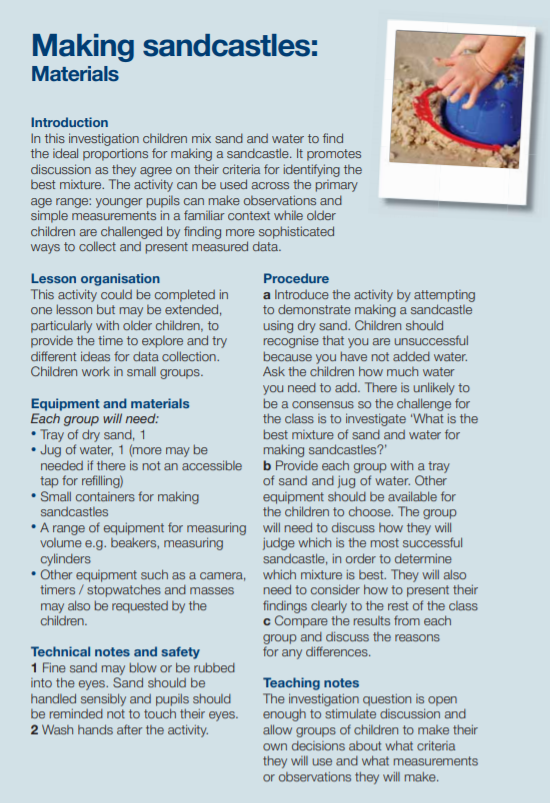 Making sandcastles:
Materials
Introduction
In this investigation children mix sand and water to find
the ideal proportions for making a sandcastle. It promotes
discussion as they agree on their criteria for identifying the
best mixture. The activity can be used across the primary
age range: younger pupils can make observations and
simple measurements in a familiar context while older
children are challenged by finding more sophisticated
ways to collect and present measured data.
Lesson organisation
This activity could be completed in
one lesson but may be extended,
particularly with older children, to
provide the time to explore and try
different ideas for data collection.
Children work in small groups.
Equipment and materials
Each group will need:
• Tray of dry sand, 1
• Jug of water, 1 (more may be
needed if there is not an accessible
tap for refilling)
• Small containers for making
sandcastles
• A range of equipment for measuring
volume e.g. beakers, measuring
cylinders
• Other equipment such as a camera,
timers / stopwatches and masses
may also be requested by the
children.
Technical notes and safety
1 Fine sand may blow or be rubbed
into the eyes. Sand should be
handled sensibly and pupils should
be reminded not to touch their eyes.
2 Wash hands after the activity.
Procedure
a Introduce the activity by attempting
to demonstrate making a sandcastle
using dry sand. Children should
recognise that you are unsuccessful
because you have not added water.
Ask the children how much water
you need to add. There is unlikely to
be a consensus so the challenge for
the class is to investigate ‘What is the
best mixture of sand and water for
making sandcastles?’
b Provide each group with a tray
of sand and jug of water. Other
equipment should be available for
the children to choose. The group
will need to discuss how they will
judge which is the most successful
sandcastle, in order to determine
which mixture is best. They will also
need to consider how to present their
findings clearly to the rest of the class
c Compare the results from each
group and discuss the reasons
for any differences.
Teaching notes
The investigation question is open
enough to stimulate discussion and
allow groups of children to make their
own decisions about what criteria
they will use and what measurements
or observations they will make.